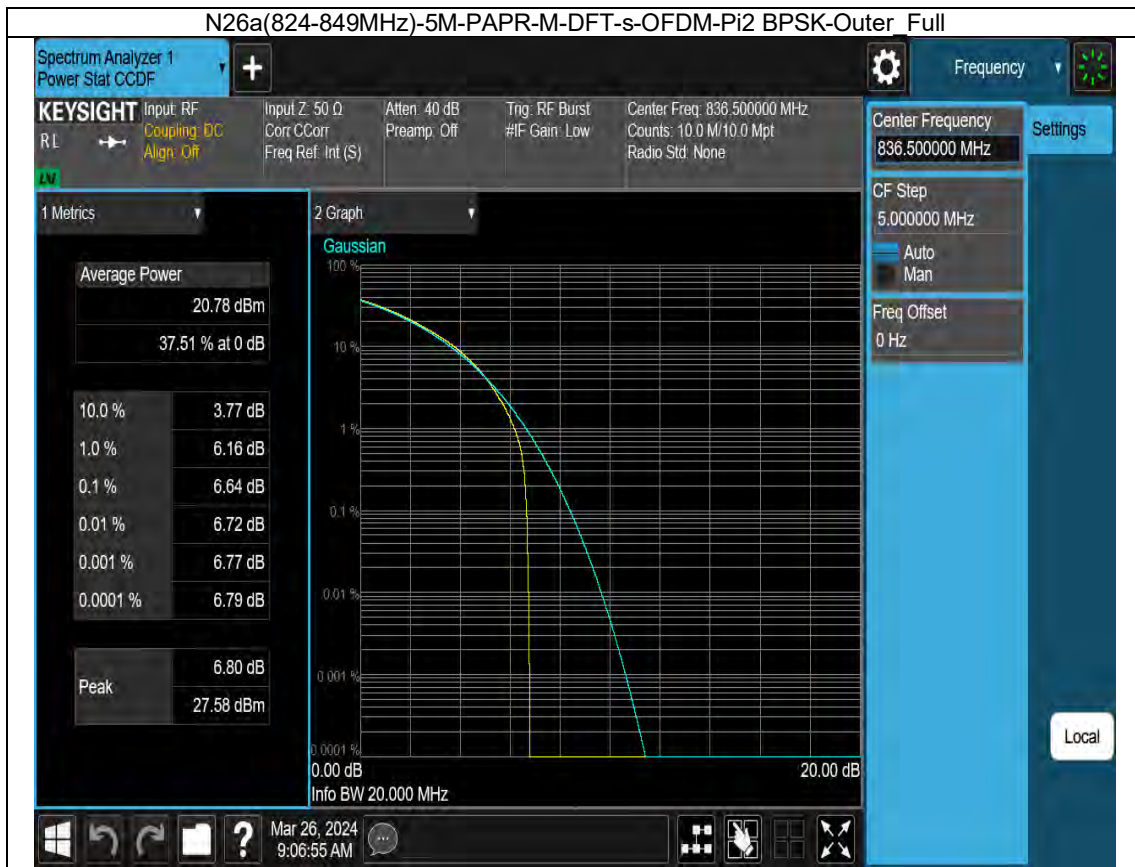 N26a(824-849MHz)-5M-PAPR-M-DFT-s-OFDM-Pi2 BPSK-Outer_Full
Spectrum Analyzer 1
Power Stat CCDF
+
Frequency
KEYSIGHT
RL
Input: RF
Coupling: DC
Align: Off
Input Z: 50 Ω
Corr CCorr
Freq Ref: Int (S)
Atten: 40 dB
Preamp: Off
Trig: RF Burst
#IF Gain: Low
Center Freq: 836.500000 MHz
Counts: 10.0 M/10.0 Mpt
Radio Std: None
Center Frequency
836.500000 MHz
Settings
CF Step
5.000000 MHz
Auto
Man
Freq Offset
0 Hz
1 Metrics
Average Power
20.78 dBm
37.51 % at 0 dB
10.0 % 3.77 dB
1.0 % 6.16 dB
0.1 % 6.64 dB
0.01 % 6.72 dB
0.001 % 6.77 dB
0.0001 % 6.79 dB
Peak
6.80 dB
27.58 dBm
2 Graph
Gaussian
100 %
10 %
1 %
0.1 %
0.01 %
0.001 %
0.0001 %
0.00 dB
20.00 dB
Info BW 20.000 MHz
Local
?
Mar 26, 2024
9:06:55 AM